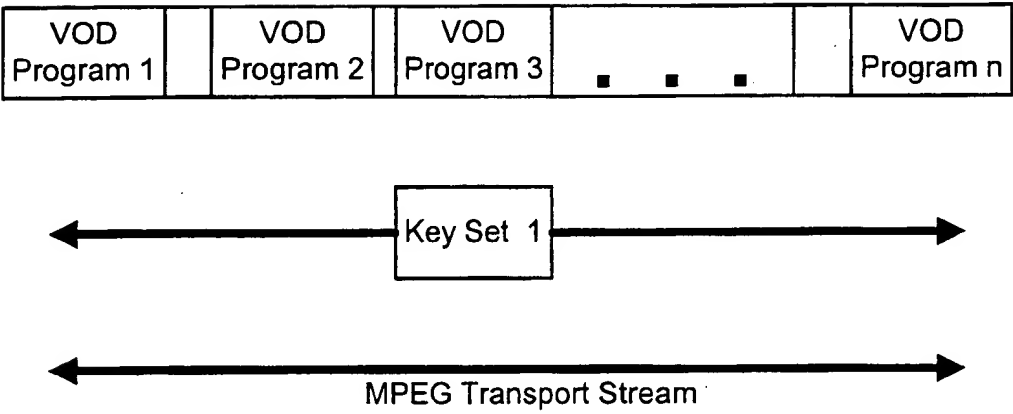 VOD
Program 1
VOD
Program 2
VOD
Program 3
. . .
VOD
Program n
Key Set 1
MPEG Transport Stream